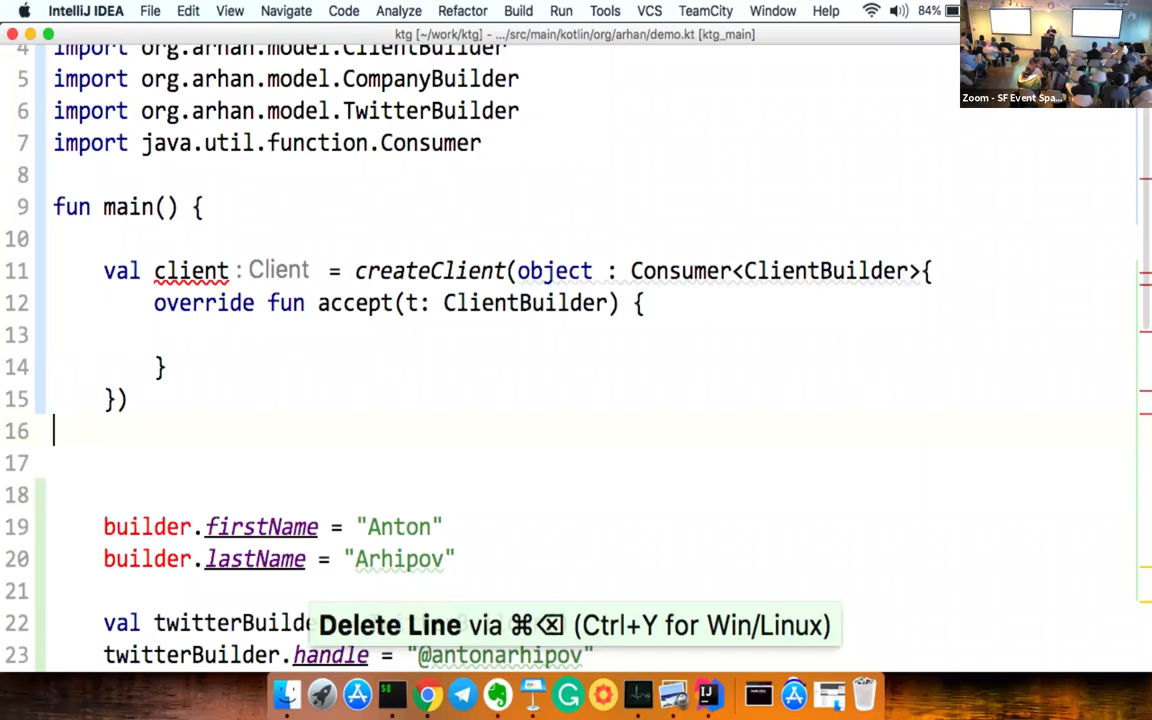 IntelliJ IDEA File Edit View Navigate Code Analyze Refactor Build Run Tools VCS TeamCity Window Help 84%
ktg [~/work/ktg] - .../src/main/kotlin/org/arhan/demo.kt [ktg_main]
Zoom - SF Event Spa...
4 import org.arhan.model.ClientBuilder
5 import org.arhan.model.CompanyBuilder
6 import org.arhan.model.TwitterBuilder
7 import java.util.function.Consumer
8
9 fun main() {
10
11 val client : Client = createClient(object : Consumer<ClientBuilder>{
12 override fun accept(t: ClientBuilder) {
13
14 }
15 })
16
17
18
19 builder.firstName = "Anton"
20 builder.lastName = "Arhipov"
21
22 val twitterBuilde
Delete Line via ⌘⌫ (Ctrl+Y for Win/Linux)
23 twitterBuilder.handle = "@antonarhipov"